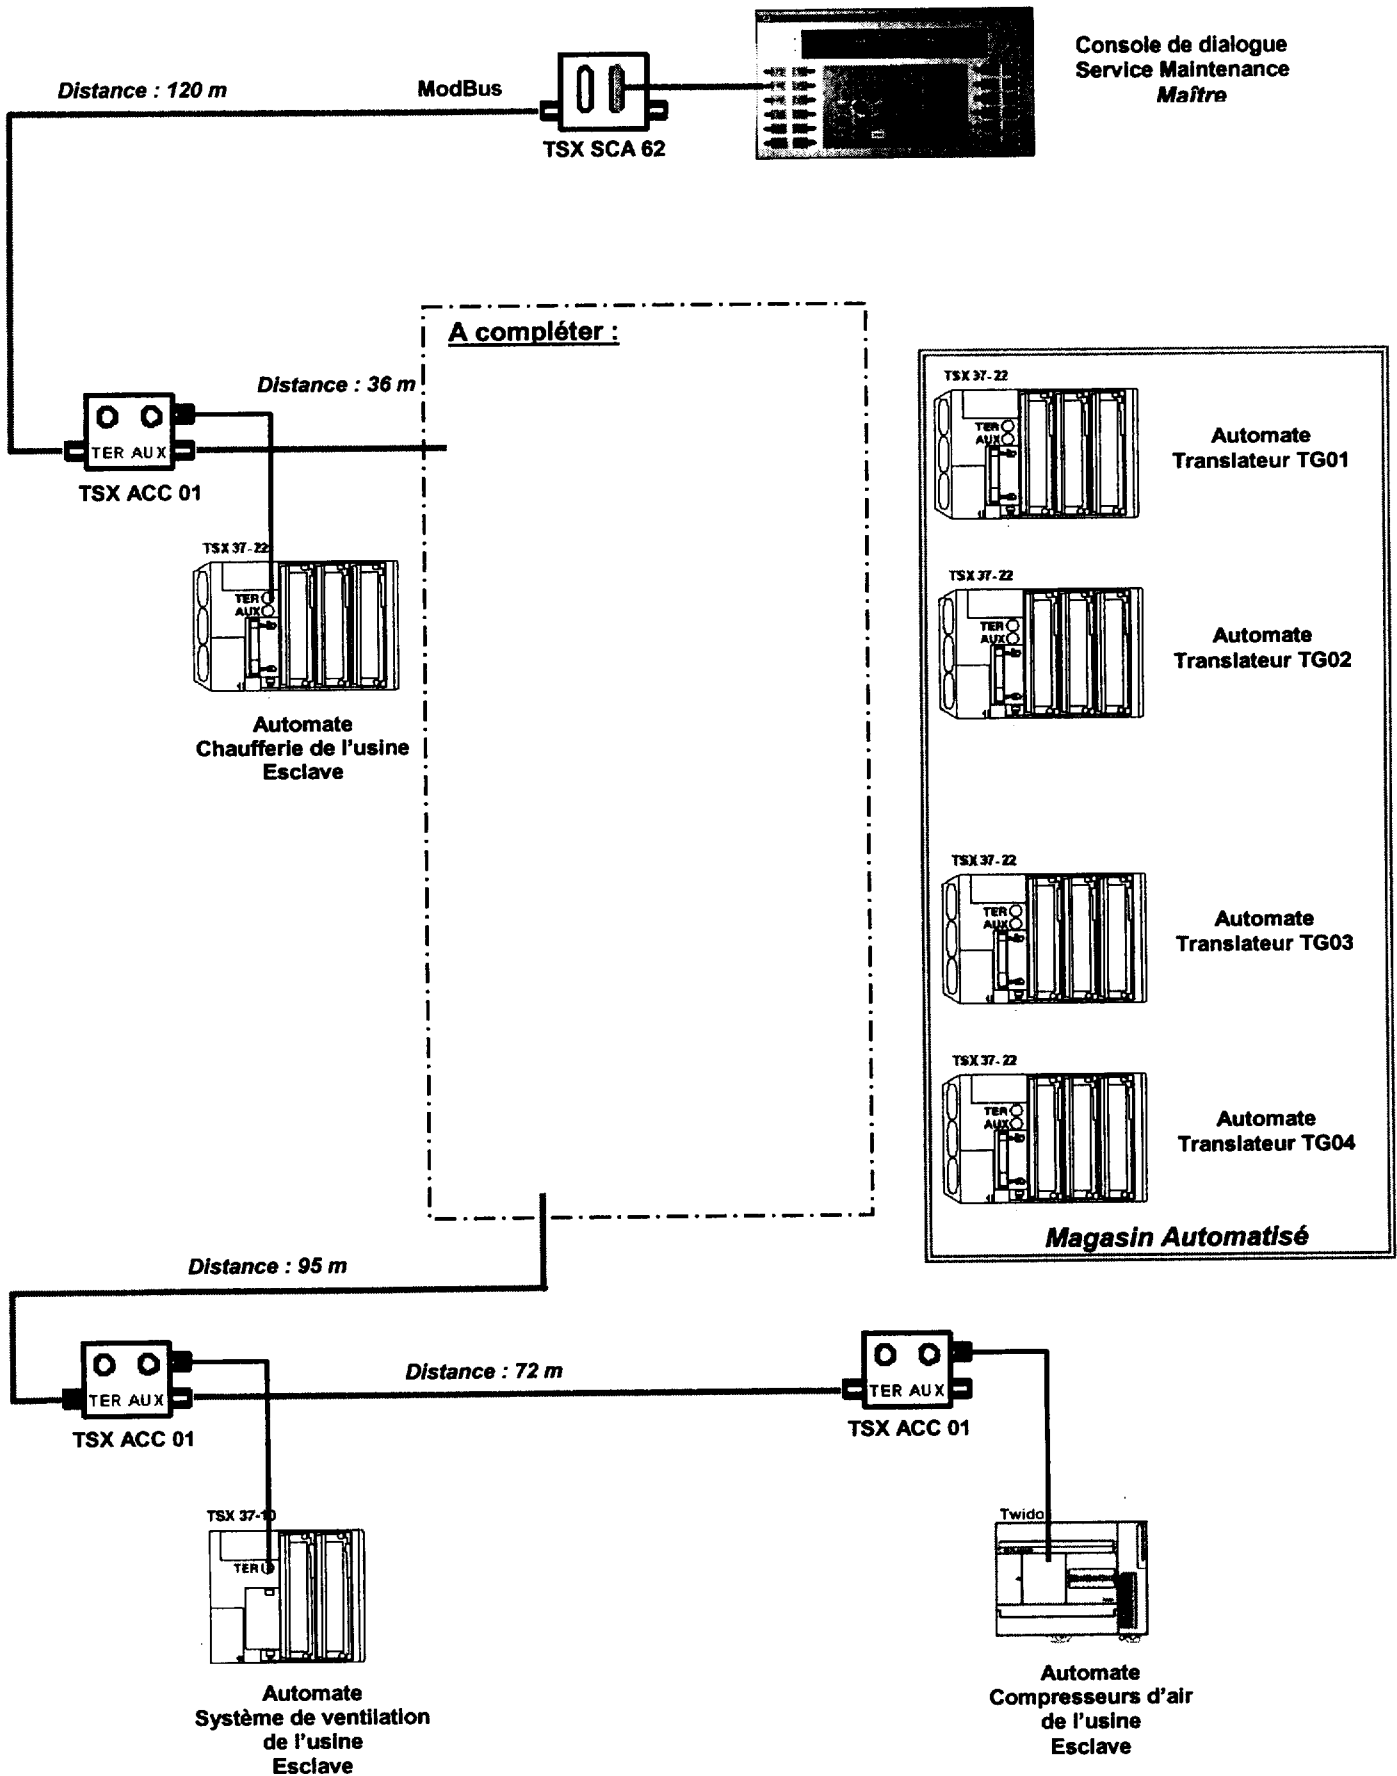 Distance : 120 m
ModBus
TSX SCA 62
Console de dialogue
Service Maintenance
Maître
A compléter :
Distance : 36 m
TER AUX
TSX ACC 01
TSX 37-22
TER
AUX
Automate
Chaufferie de l'usine
Esclave
TSX 37-22
TER
AUX
Automate
Translateur TG01
TSX 37-22
TER
AUX
Automate
Translateur TG02
TSX 37-22
TER
AUX
Automate
Translateur TG03
TSX 37-22
TER
AUX
Automate
Translateur TG04
Magasin Automatisé
Distance : 95 m
TER AUX
TSX ACC 01
Distance : 72 m
TER AUX
TSX ACC 01
TSX 37-10
TER
Automate
Système de ventilation
de l'usine
Esclave
Twido
Automate
Compresseurs d'air
de l'usine
Esclave